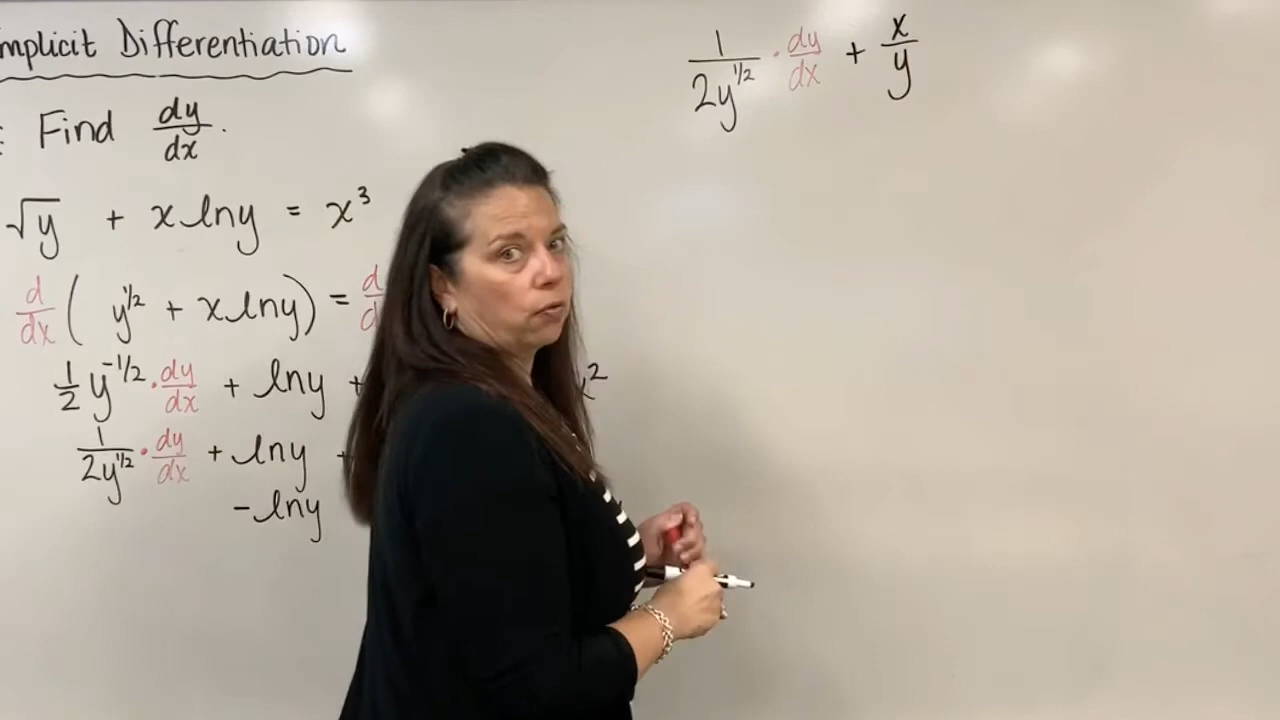 mplicit Differentiation
: Find dy/dx.
√y + x ln y = x³
d/dx ( y^1/2 + x ln y ) = d/d
1/2 y^-1/2 · dy/dx + ln y + x²
1/2y^1/2 · dy/dx + ln y +
- ln y
1/2y^1/2 · dy/dx + x/y